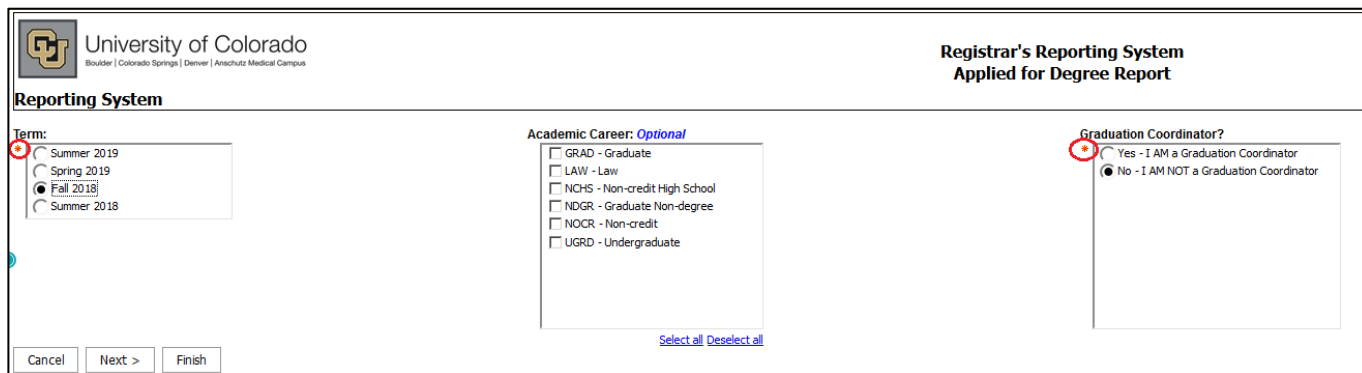 University of Colorado
Boulder | Colorado Springs | Denver | Anschutz Medical Campus
Registrar's Reporting System
Applied for Degree Report
Reporting System
Term:
* Summer 2019
Spring 2019
Fall 2018
Summer 2018
Academic Career: Optional
GRAD - Graduate
LAW - Law
NCHS - Non-credit High School
NDGR - Graduate Non-degree
NOCR - Non-credit
UGRD - Undergraduate
Select all Deselect all
Graduation Coordinator?
* Yes - I AM a Graduation Coordinator
No - I AM NOT a Graduation Coordinator
Cancel Next > Finish